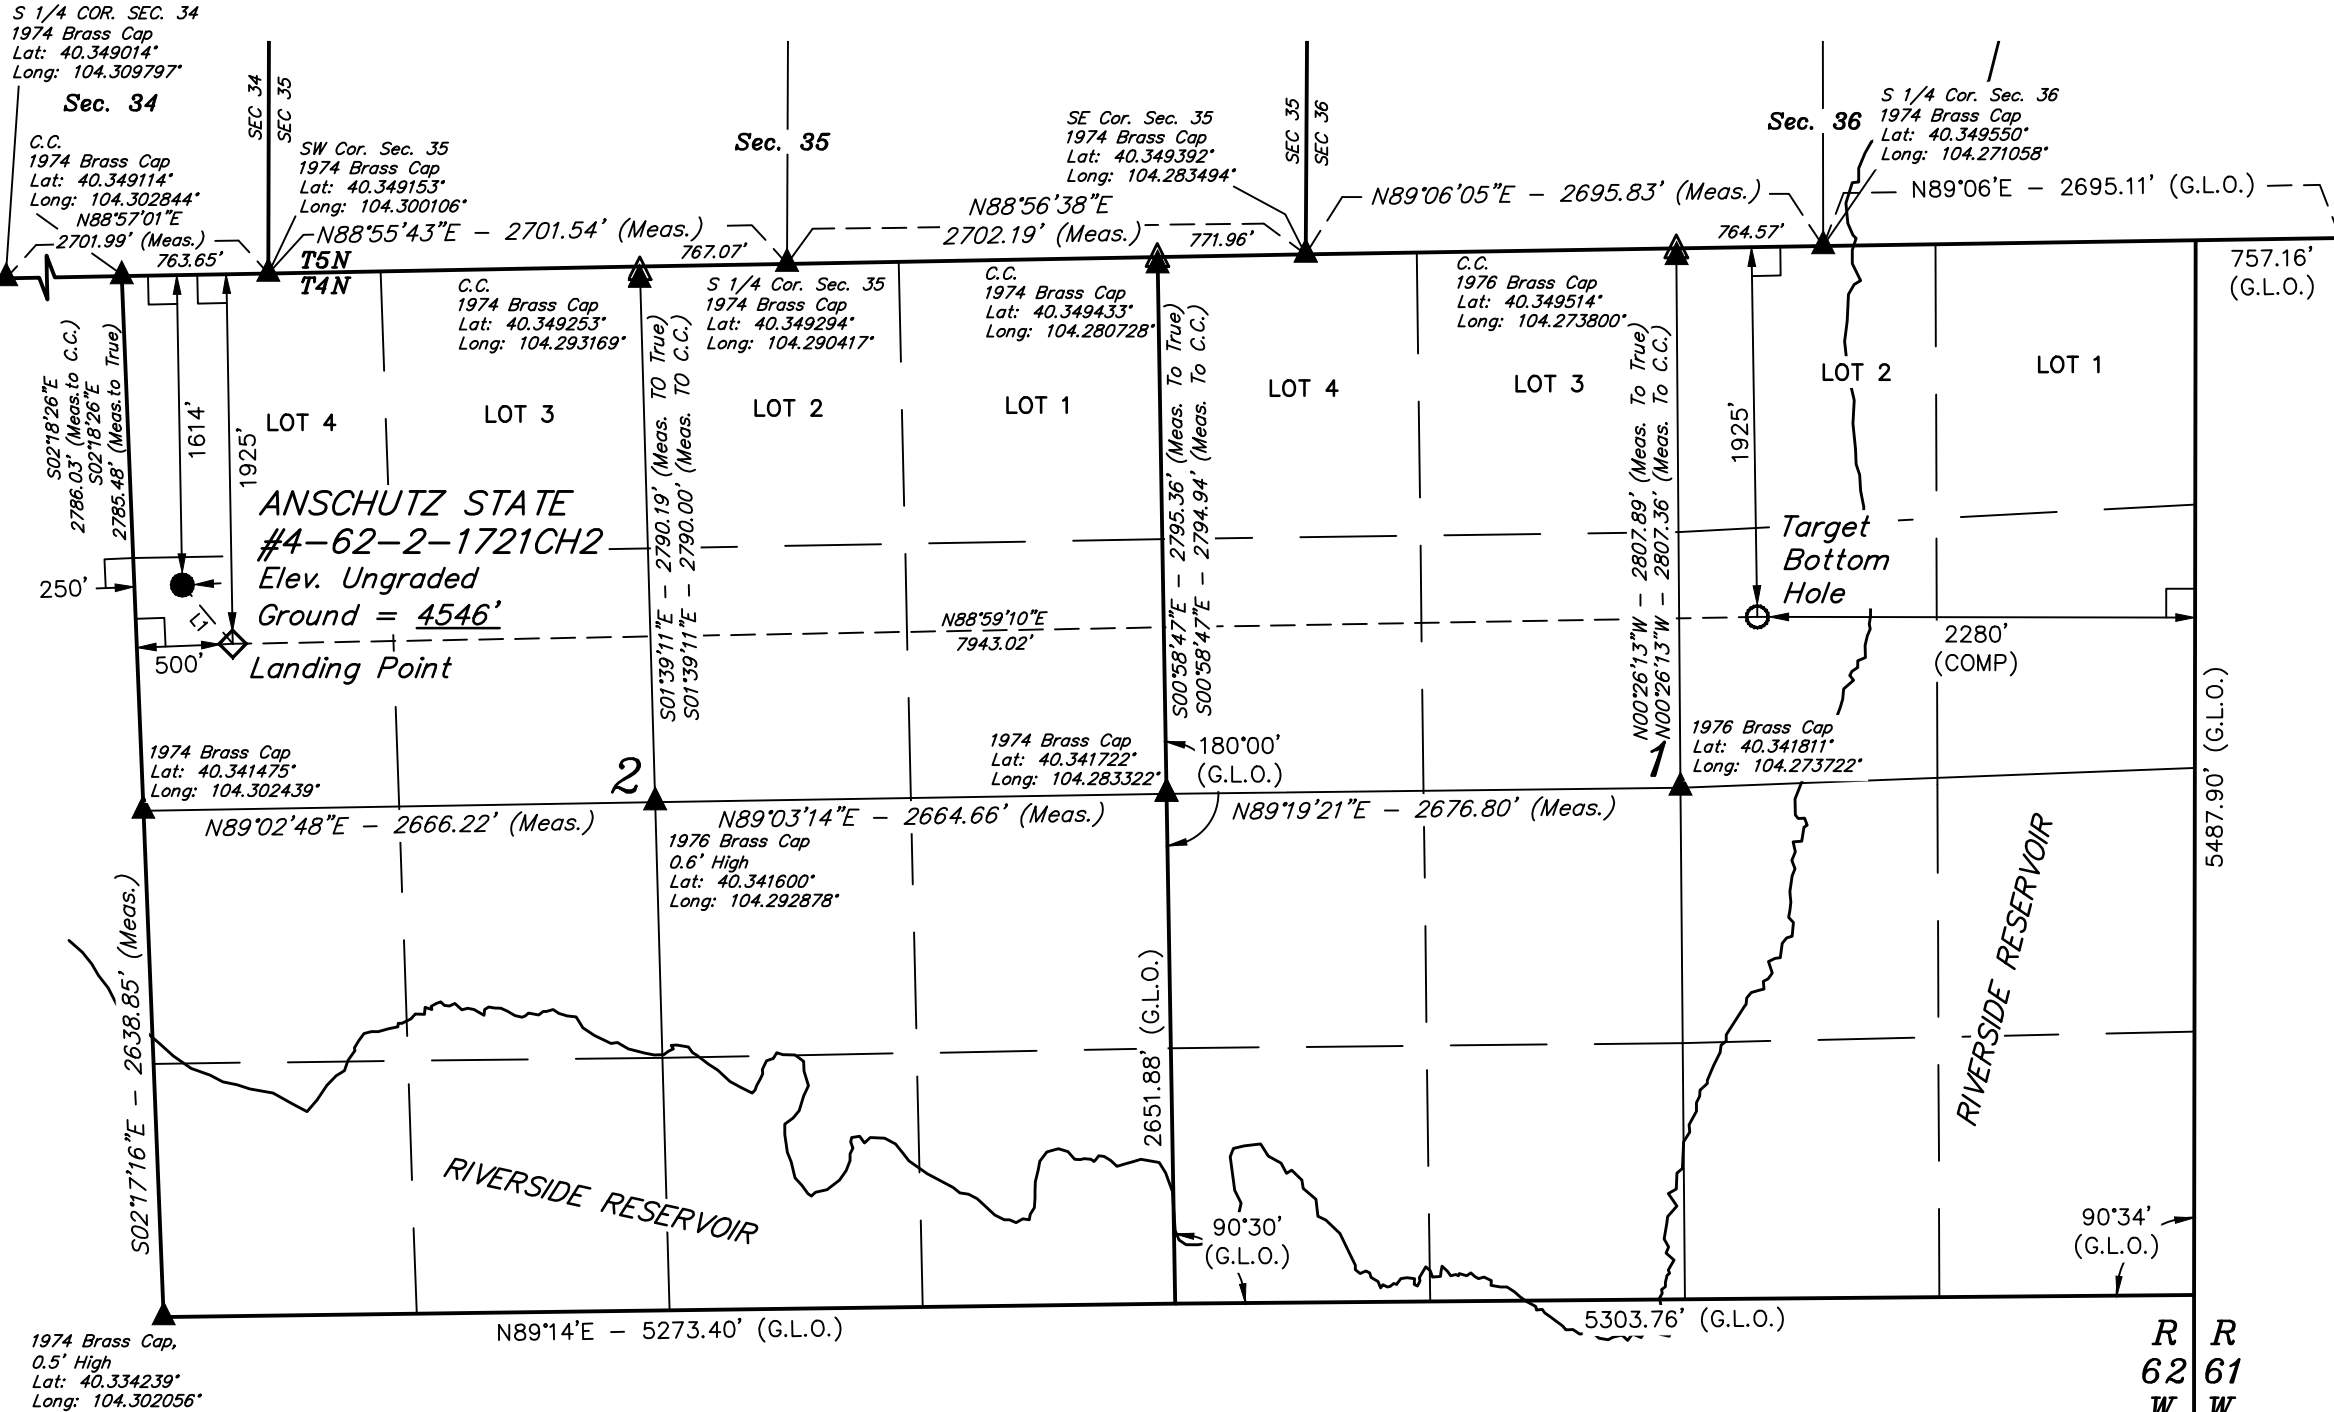 S 1/4 COR. SEC. 34
1974 Brass Cap
Lat: 40.349014°
Long: 104.309797°
Sec. 34
C.C.
1974 Brass Cap
Lat: 40.349114°
Long: 104.302844°
N88°57'01"E
2701.99' (Meas.)
763.65'
SEC 34
SEC 35
SW Cor. Sec. 35
1974 Brass Cap
Lat: 40.349153°
Long: 104.300106°
N88°55'43"E - 2701.54' (Meas.)
T5N
T4N
767.07'
Sec. 35
N88°56'38"E
2702.19' (Meas.)
771.96'
SE Cor. Sec. 35
1974 Brass Cap
Lat: 40.349392°
Long: 104.283494°
SEC 35
SEC 36
N89°06'05"E - 2695.83' (Meas.)
764.57'
Sec. 36
S 1/4 Cor. Sec. 36
1974 Brass Cap
Lat: 40.349550°
Long: 104.271058°
N89°06'E - 2695.11' (G.L.O.)
757.16'
(G.L.O.)
C.C.
1974 Brass Cap
Lat: 40.349253°
Long: 104.293169°
S 1/4 Cor. Sec. 35
1974 Brass Cap
Lat: 40.349294°
Long: 104.290417°
C.C.
1974 Brass Cap
Lat: 40.349433°
Long: 104.280728°
C.C.
1976 Brass Cap
Lat: 40.349514°
Long: 104.273800°
S02°18'26"E
2786.03' (Meas.to C.C.)
S02°18'26"E
2785.48' (Meas.to True)
1614'
1925'
LOT 4
LOT 3
S01°39'11"E - 2790.19' (Meas. TO True)
S01°39'11"E - 2790.00' (Meas. TO C.C.)
LOT 2
LOT 1
S00°58'47"E - 2795.36' (Meas. To True)
S00°58'47"E - 2794.94' (Meas. To C.C.)
LOT 4
LOT 3
N00°26'13"W - 2807.89' (Meas. To True)
N00°26'13"W - 2807.36' (Meas. To C.C.)
1925'
LOT 2
LOT 1
ANSCHUTZ STATE
#4-62-2-1721CH2
Elev. Ungraded
Ground = 4546'
250'
L1
500'
Landing Point
N88°59'10"E
7943.02'
Target
Bottom
Hole
2280'
(COMP)
5487.90' (G.L.O.)
1974 Brass Cap
Lat: 40.341475°
Long: 104.302439°
2
1974 Brass Cap
Lat: 40.341722°
Long: 104.283322°
180°00'
(G.L.O.)
1
1976 Brass Cap
Lat: 40.341811°
Long: 104.273722°
N89°02'48"E - 2666.22' (Meas.)
N89°03'14"E - 2664.66' (Meas.)
N89°19'21"E - 2676.80' (Meas.)
1976 Brass Cap
0.6' High
Lat: 40.341600°
Long: 104.292878°
S02°17'16"E - 2638.85' (Meas.)
2651.88' (G.L.O.)
RIVERSIDE RESERVOIR
RIVERSIDE RESERVOIR
90°30'
(G.L.O.)
90°34'
(G.L.O.)
N89°14'E - 5273.40' (G.L.O.)
5303.76' (G.L.O.)
1974 Brass Cap,
0.5' High
Lat: 40.334239°
Long: 104.302056°
R R
62 61
W W